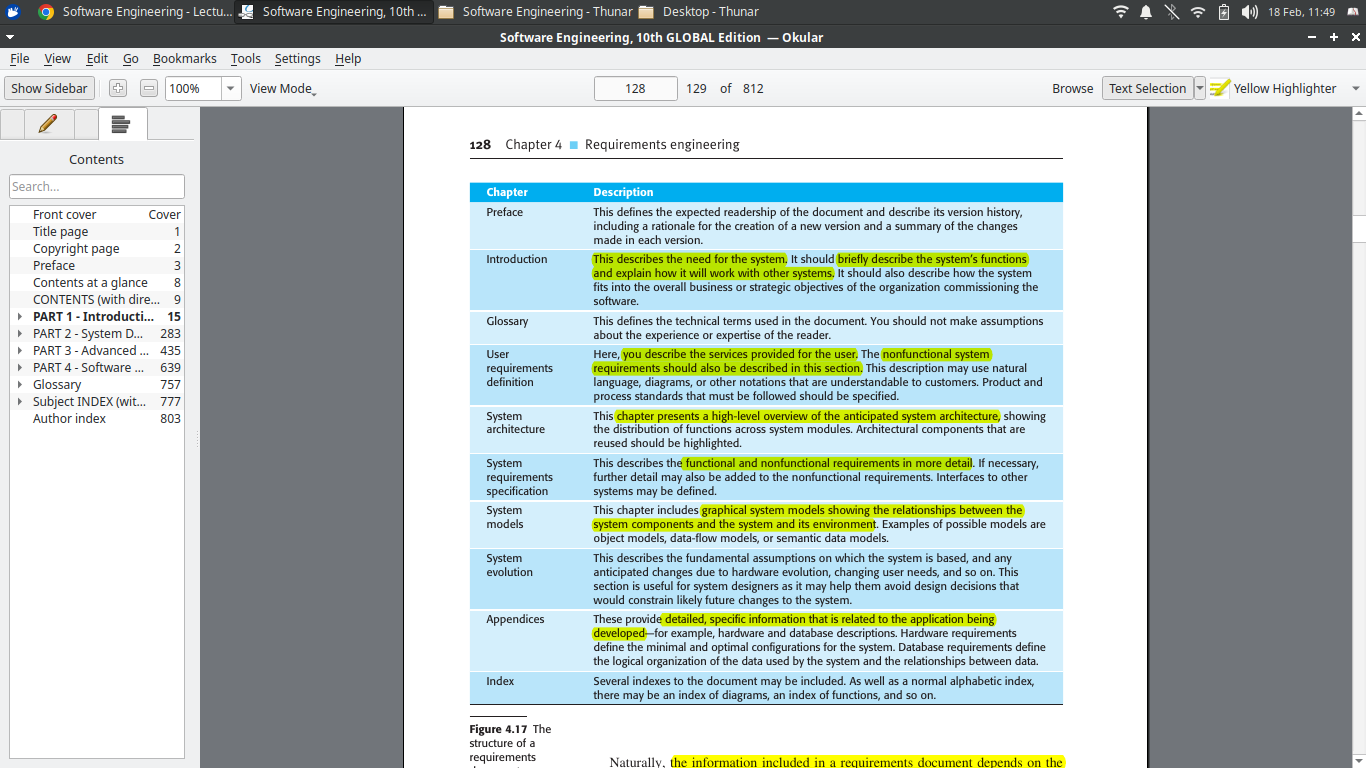 Software Engineering - Lectu... Software Engineering, 10th ... Software Engineering - Thunar Desktop - Thunar 18 Feb, 11:49
Software Engineering, 10th GLOBAL Edition — Okular
File View Edit Go Bookmarks Tools Settings Help
Show Sidebar 100% View Mode 128 129 of 812 Browse Text Selection Yellow Highlighter
Contents
Search...
Front cover Cover
Title page 1
Copyright page 2
Preface 3
Contents at a glance 8
CONTENTS (with dire... 9
PART 1 - Introducti... 15
PART 2 - System D... 283
PART 3 - Advanced ... 435
PART 4 - Software ... 639
Glossary 757
Subject INDEX (wit... 777
Author index 803
128 Chapter 4 ■ Requirements engineering
Chapter Description
Preface This defines the expected readership of the document and describe its version history,
including a rationale for the creation of a new version and a summary of the changes
made in each version.
Introduction This describes the need for the system. It should briefly describe the system's functions
and explain how it will work with other systems. It should also describe how the system
fits into the overall business or strategic objectives of the organization commissioning the
software.
Glossary This defines the technical terms used in the document. You should not make assumptions
about the experience or expertise of the reader.
User Here, you describe the services provided for the user. The nonfunctional system
requirements requirements should also be described in this section. This description may use natural
definition language, diagrams, or other notations that are understandable to customers. Product and
process standards that must be followed should be specified.
System This chapter presents a high-level overview of the anticipated system architecture, showing
architecture the distribution of functions across system modules. Architectural components that are
reused should be highlighted.
System This describes the functional and nonfunctional requirements in more detail. If necessary,
requirements further detail may also be added to the nonfunctional requirements. Interfaces to other
specification systems may be defined.
System This chapter includes graphical system models showing the relationships between the
models system components and the system and its environment. Examples of possible models are
object models, data-flow models, or semantic data models.
System This describes the fundamental assumptions on which the system is based, and any
evolution anticipated changes due to hardware evolution, changing user needs, and so on. This
section is useful for system designers as it may help them avoid design decisions that
would constrain likely future changes to the system.
Appendices These provide detailed, specific information that is related to the application being
developed—for example, hardware and database descriptions. Hardware requirements
define the minimal and optimal configurations for the system. Database requirements define
the logical organization of the data used by the system and the relationships between data.
Index Several indexes to the document may be included. As well as a normal alphabetic index,
there may be an index of diagrams, an index of functions, and so on.
Figure 4.17 The
structure of a
requirements
Naturally, the information included in a requirements document depends on the